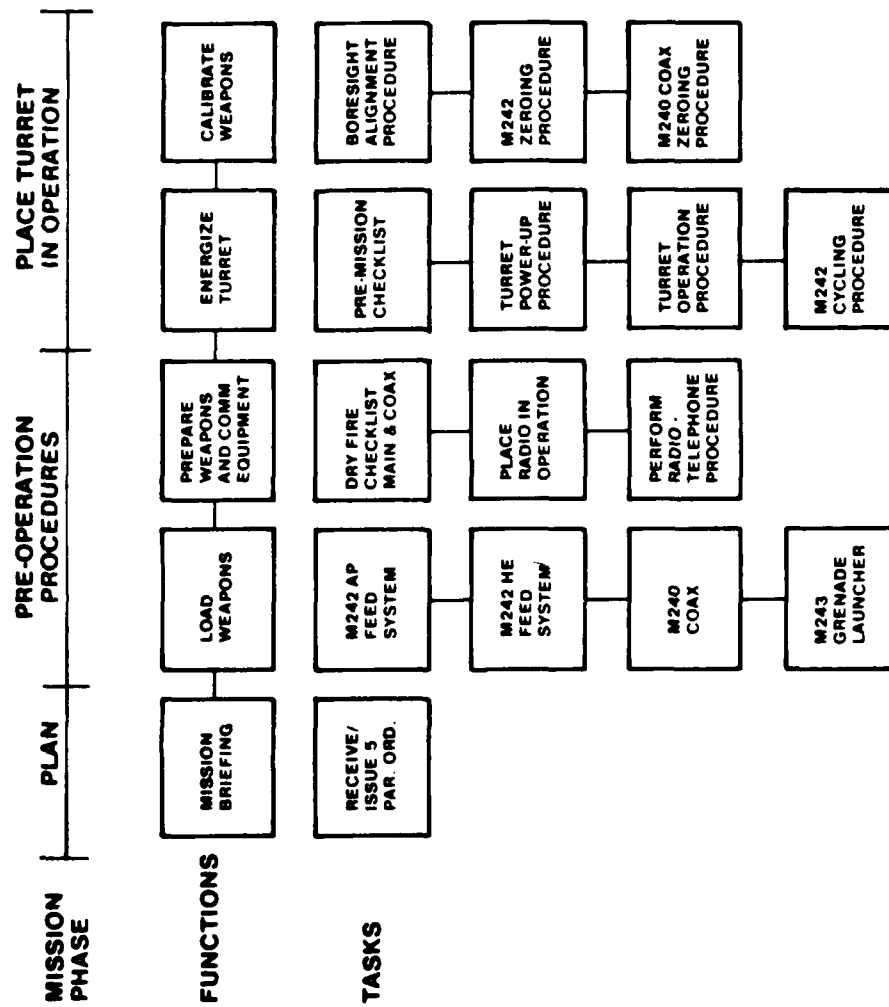 MISSION
PHASE
PLAN
PRE-OPERATION
PROCEDURES
PLACE TURRET
IN OPERATION
FUNCTIONS
MISSION
BRIEFING
LOAD
WEAPONS
PREPARE
WEAPONS
AND COMM
EQUIPMENT
ENERGIZE
TURRET
CALIBRATE
WEAPONS
TASKS
RECEIVE/
ISSUE 5
PAR. ORD.
M242 AP
FEED
SYSTEM
M242 HE
FEED
SYSTEM
M240
COAX
M243
GRENADE
LAUNCHER
DRY FIRE
CHECKLIST
MAIN & COAX
PLACE
RADIO IN
OPERATION
PERFORM
RADIO -
TELEPHONE
PROCEDURE
PRE-MISSION
CHECKLIST
TURRET
POWER-UP
PROCEDURE
TURRET
OPERATION
PROCEDURE
M242
CYCLING
PROCEDURE
BORESIGHT
ALIGNMENT
PROCEDURE
M242
ZEROING
PROCEDURE
M240 COAX
ZEROING
PROCEDURE